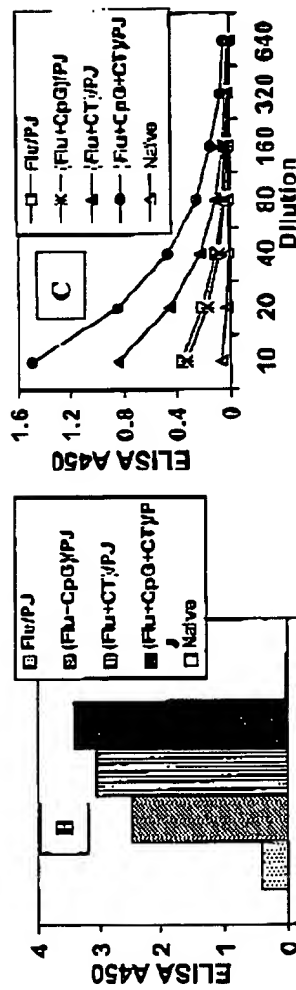 B
ELISA A450
4
3
2
1
0
Flu/PJ
(Flu-CpG)/PJ
(Flu+CT)/PJ
(Flu+CpG+CT)/P
J
Naive
C
ELISA A450
1.6
1.2
0.8
0.4
0
10 20 40 80 160 320 640
Dilution
Flu/PJ
(Flu+CpG)/PJ
(Flu+CT)/PJ
(Flu+CpG+CT)/PJ
Naive